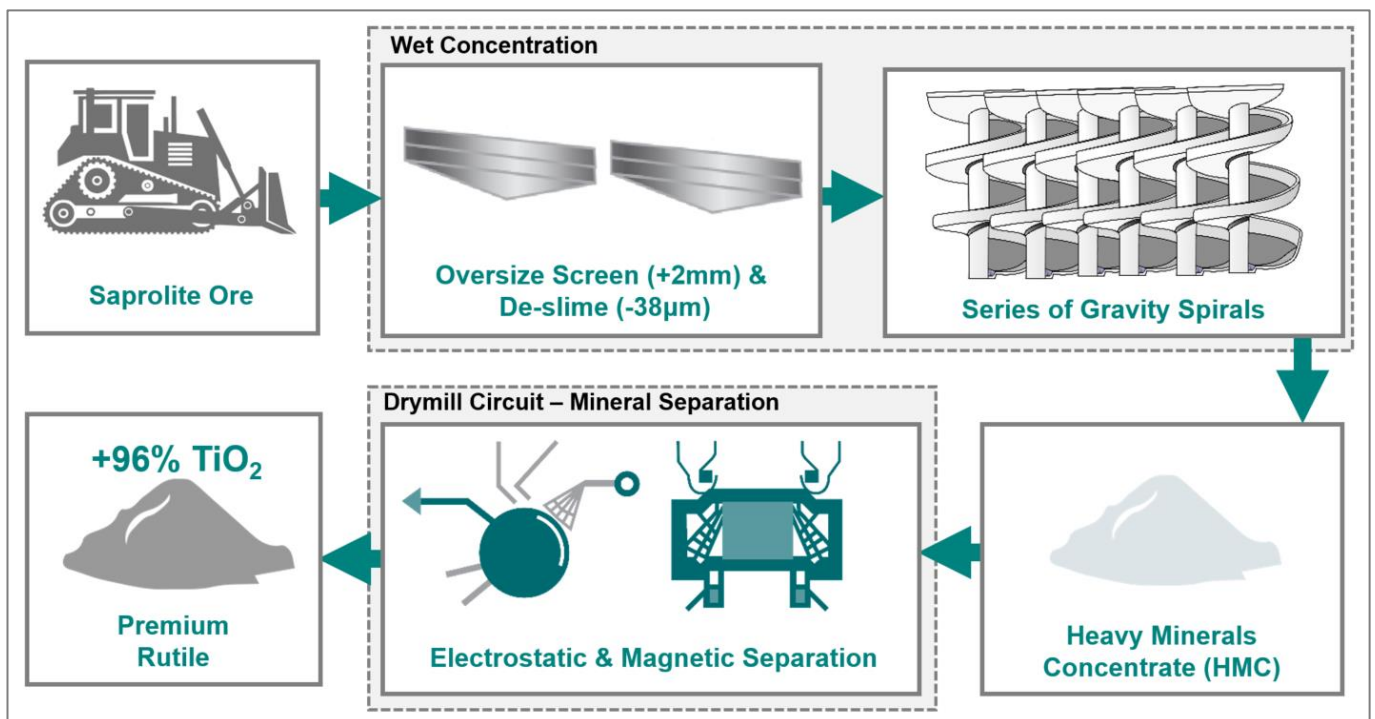 Wet Concentration
Saprolite Ore
Oversize Screen (+2mm) &
De-slime (-38µm)
Series of Gravity Spirals
Drymill Circuit – Mineral Separation
+96% TiO₂
Premium
Rutile
Electrostatic & Magnetic Separation
Heavy Minerals
Concentrate (HMC)